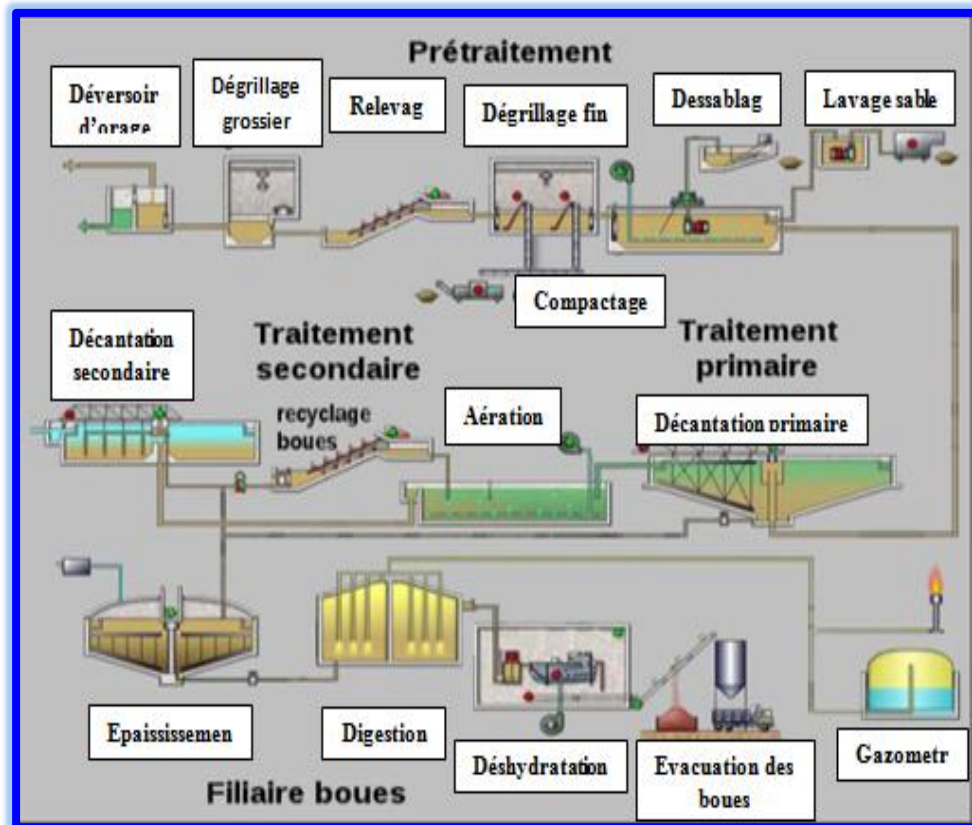 Prétraitement
Déversoir
d'orage
Dégrillage
grossier
Relevag
Dégrillage fin
Dessablag
Lavage sable
Compactage
Décantation
secondaire
Traitement
secondaire
recyclage
boues
Aération
Traitement
primaire
Décantation primaire
Epaississemen
Digestion
Déshydratation
Evacuation des
boues
Gazometr
Filiaire boues